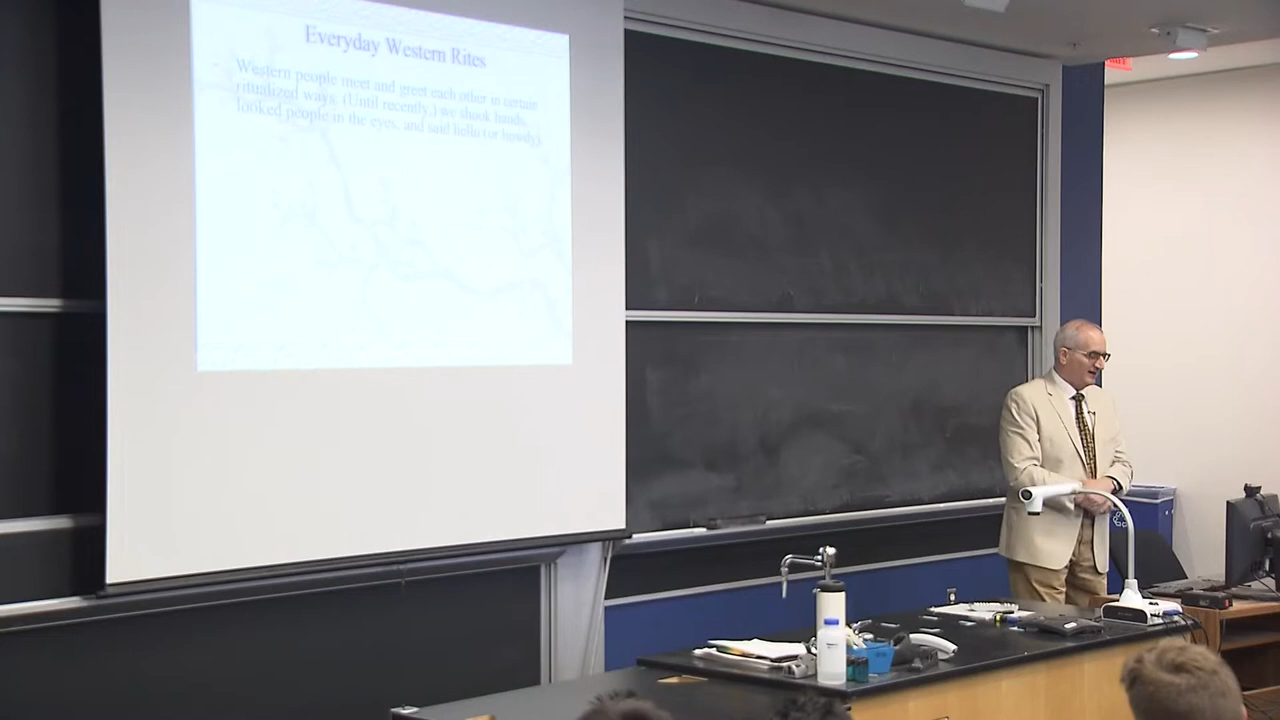 Everyday Western Rites
Western people meet and greet each other in certain
ritualized ways. (Until recently,) we shook hands,
looked people in the eyes, and said hello (or howdy).